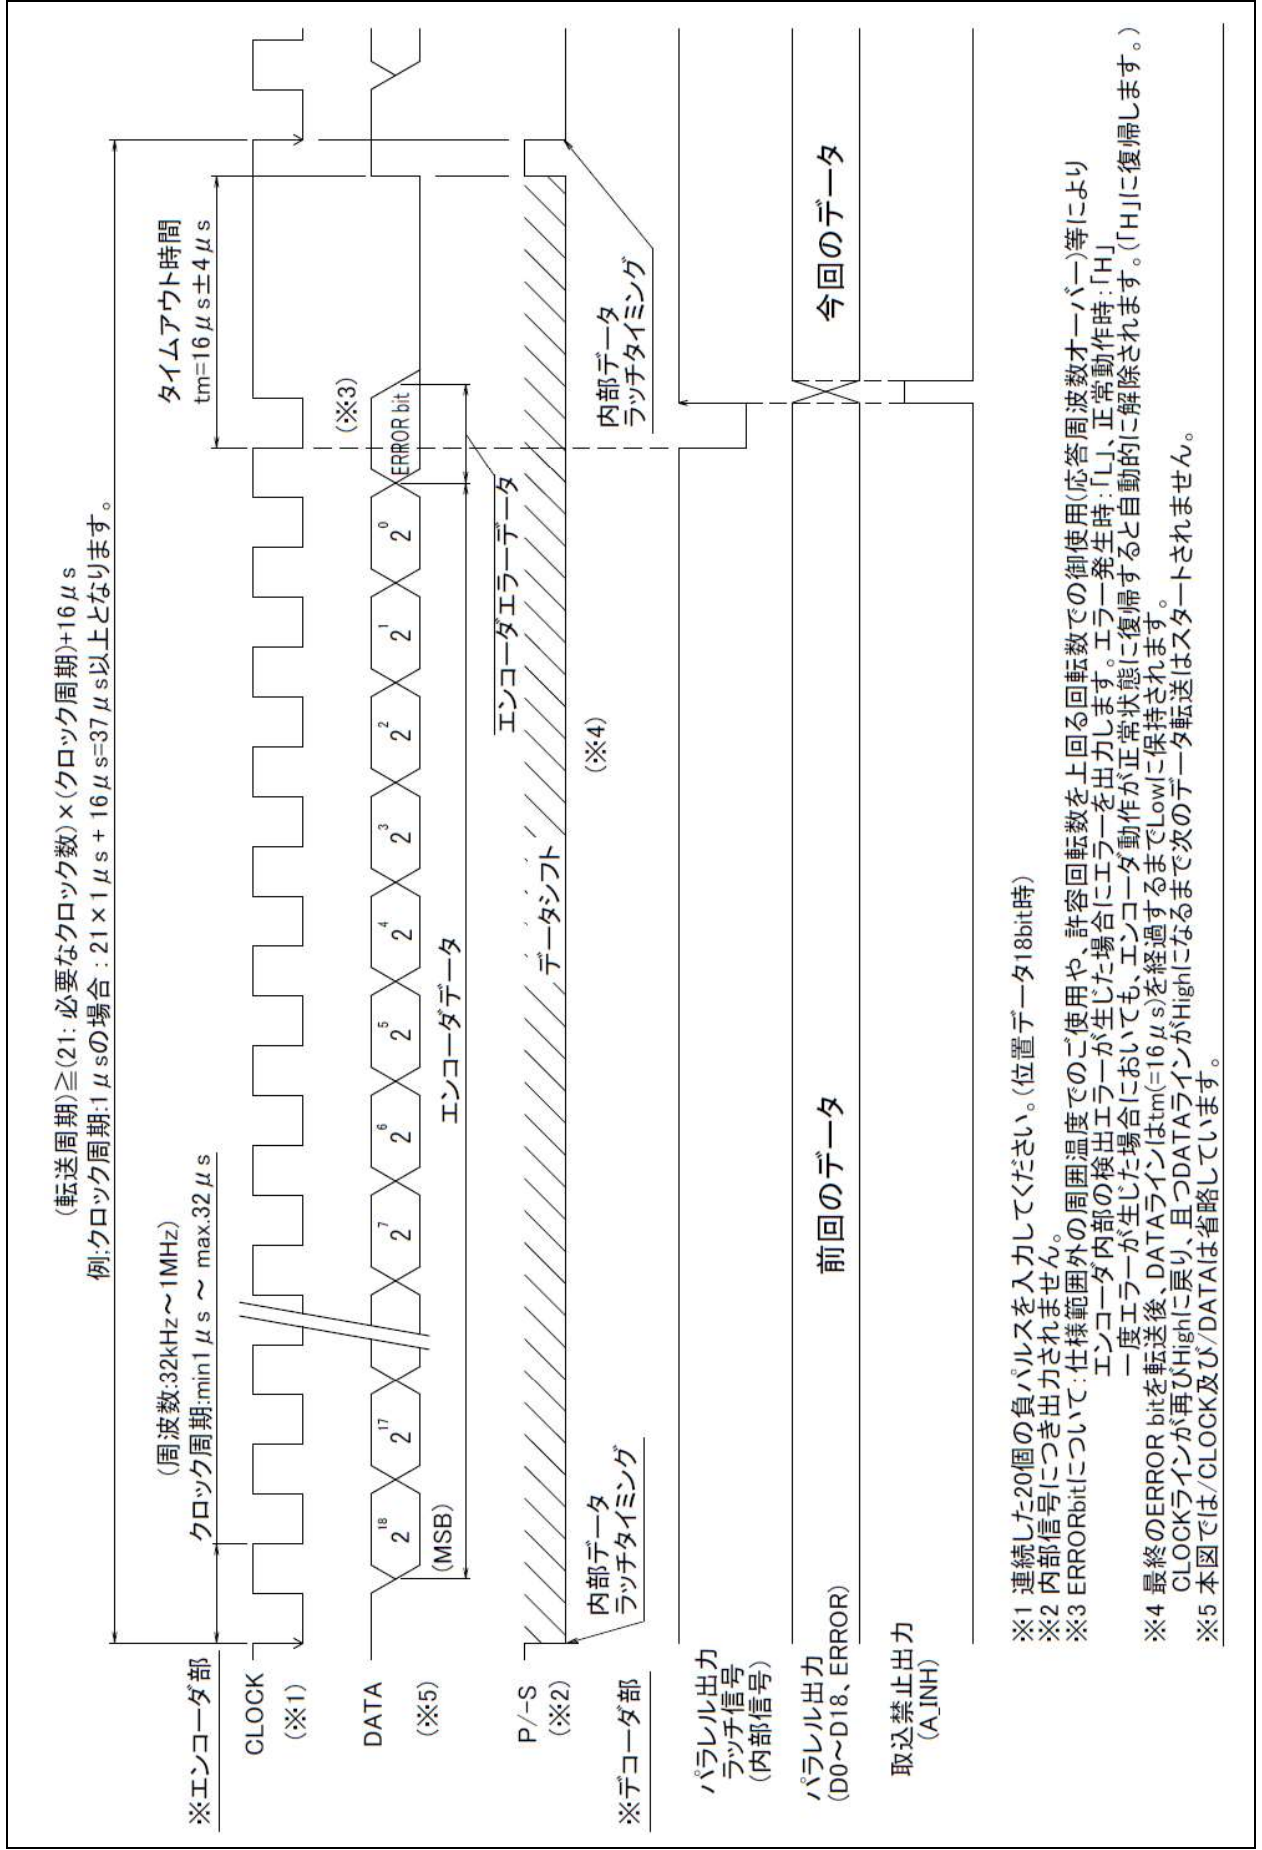 (転送周期)≧(21: 必要なクロック数)×(クロック周期)+16μs
例;クロック周期:1μsの場合 : 21×1μs + 16μs=37μs以上となります。
(周波数:32kHz～1MHz)
クロック周期:min1μs ～ max.32μs
タイムアウト時間
tm=16μs±4μs
※エンコーダ部
CLOCK
(※1)
DATA
(※5)
2^18
2^17
2^7
2^6
2^5
2^4
2^3
2^2
2^1
2^0
ERROR bit
(※3)
(MSB)
エンコーダデータ
エンコーダエラーデータ
P/-S
(※2)
データシフト
(※4)
内部データ
ラッチタイミング
内部データ
ラッチタイミング
※デコーダ部
パラレル出力
ラッチ信号
(内部信号)
パラレル出力
(D0～D18、ERROR)
前回のデータ
今回のデータ
取込禁止出力
(A_INH)
※1 連続した20個の負パルスを入力してください。(位置データ18bit時)
※2 内部信号につき出力されません。
※3 ERRORbitについて:仕様範囲外の周囲温度でのご使用や、許容回転数を上回る回転数での御使用(応答周波数オーバー)等により
エンコーダ内部の検出エラーが生じた場合にエラーを出力します。エラー発生時:「L」、正常動作時:「H」
一度エラーが生じた場合においても、エンコーダ動作が正常状態に復帰すると自動的に解除されます。(「H」に復帰します。)
※4 最終のERROR bitを転送後、DATAラインはtm(=16μs)を経過するまでLowに保持されます。
CLOCKラインが再びHighに戻り、且つDATAラインがHighになるまで次のデータ転送はスタートされません。
※5 本図では/CLOCK及び/DATAは省略しています。